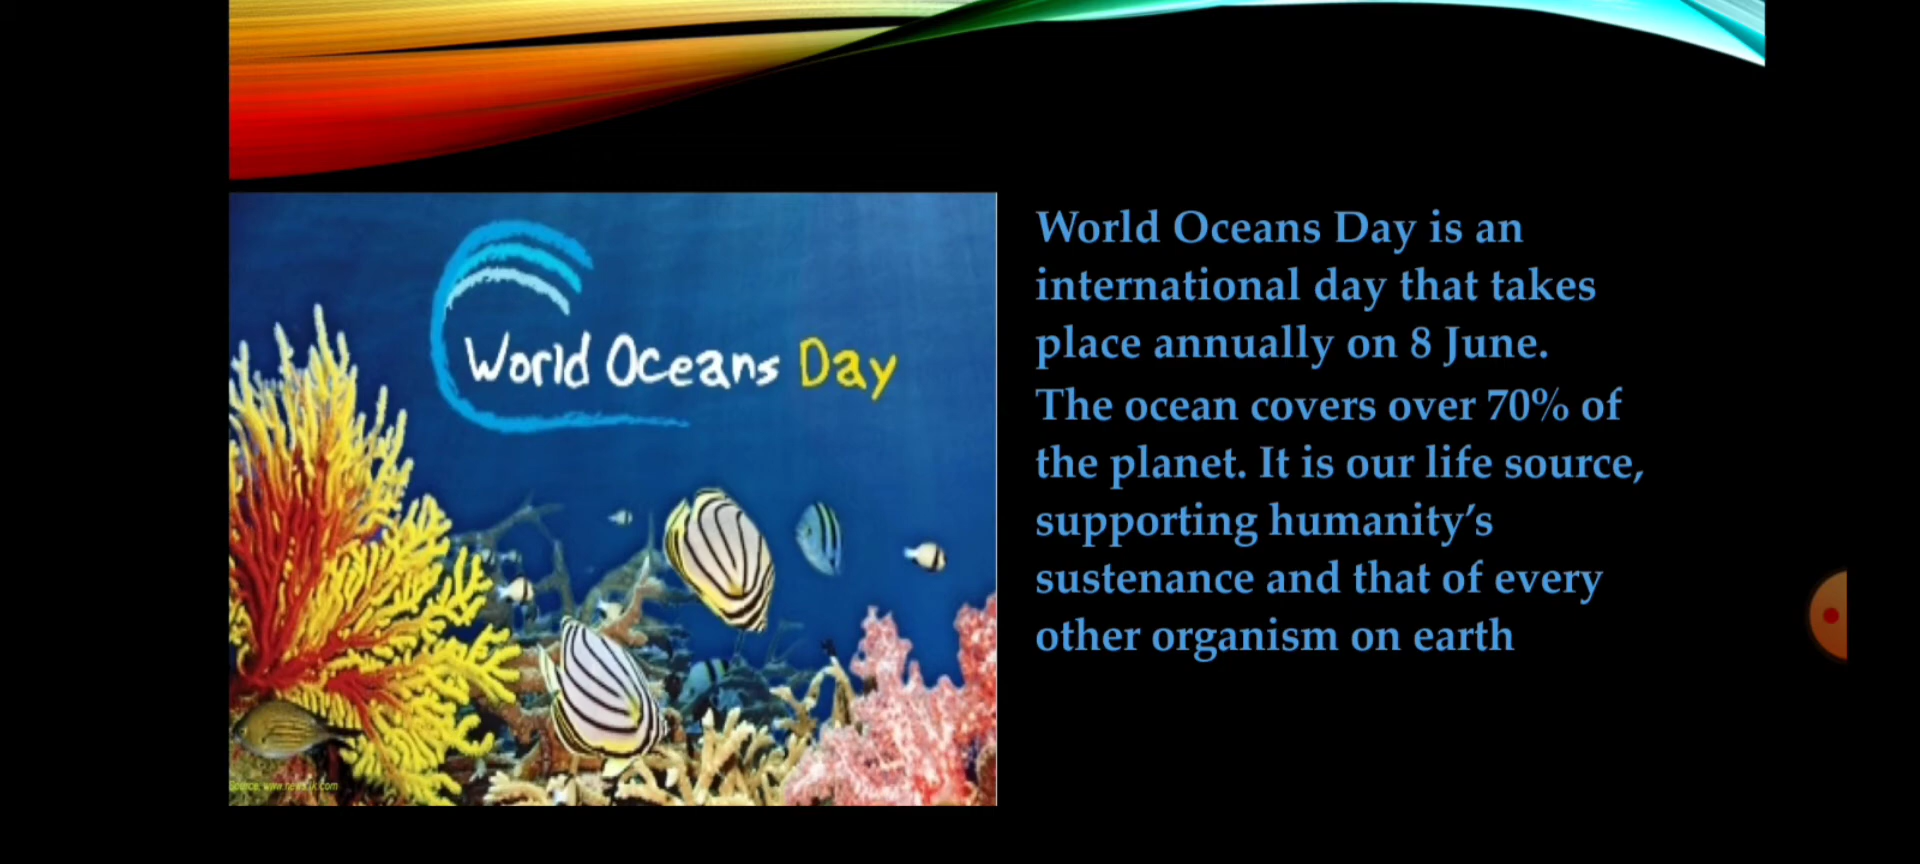 World Oceans Day
World Oceans Day is an
international day that takes
place annually on 8 June.
The ocean covers over 70% of
the planet. It is our life source,
supporting humanity’s
sustenance and that of every
other organism on earth